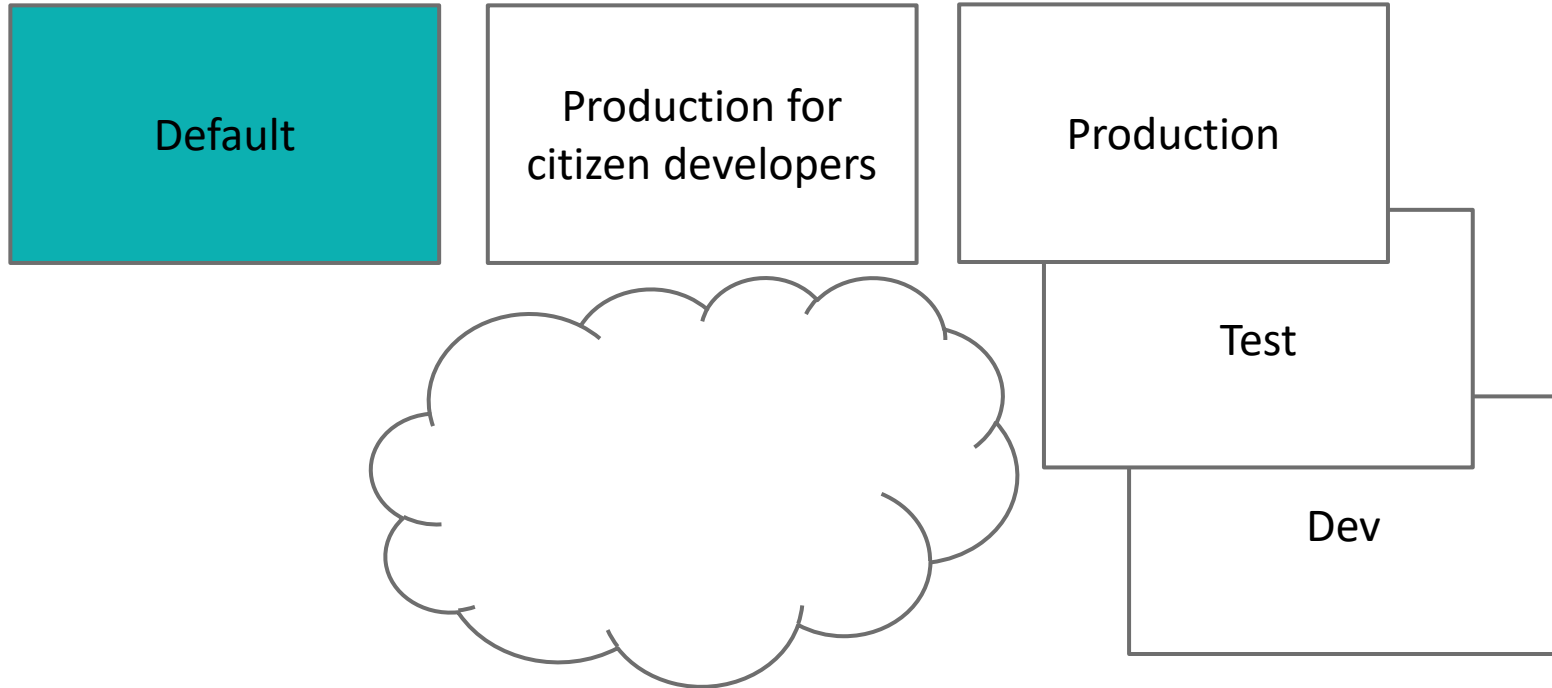 Default
Production for
citizen developers
Production
Test
Dev